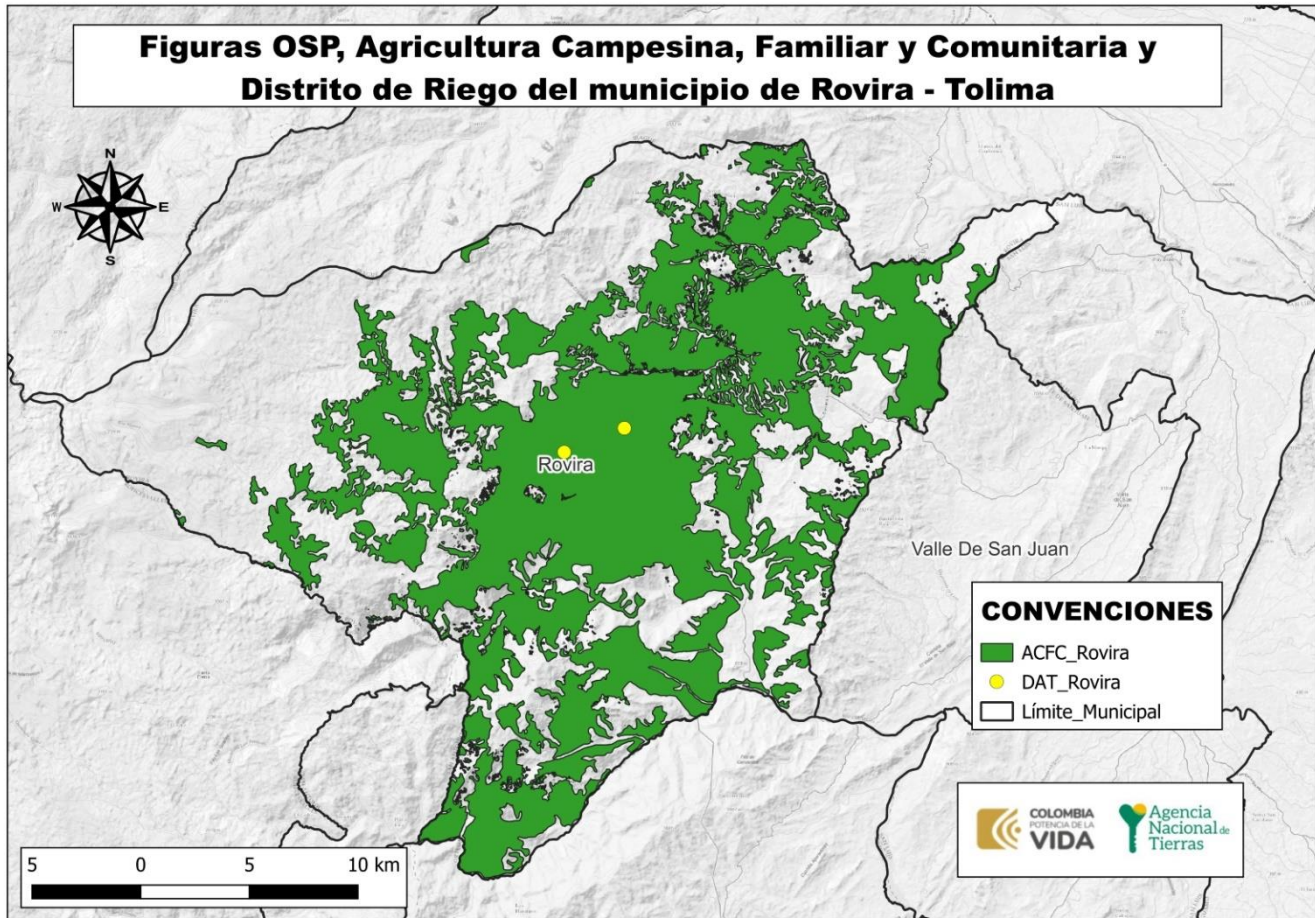 Figuras OSP, Agricultura Campesina, Familiar y Comunitaria y
Distrito de Riego del municipio de Rovira - Tolima
N
W
E
S
Rovira
Valle De San Juan
CONVENCIONES
ACFC_Rovira
DAT_Rovira
Límite_Municipal
COLOMBIA
POTENCIA DE LA
VIDA
Agencia
Nacional de
Tierras
5 0 5 10 km